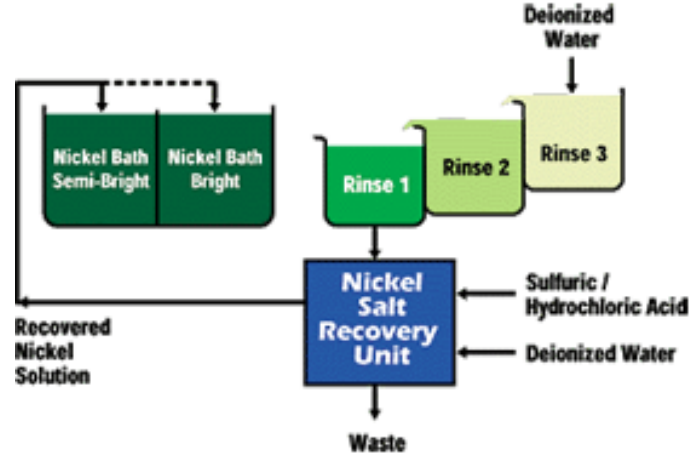 Deionized
Water
Nickel Bath
Semi-Bright
Nickel Bath
Bright
Rinse 1
Rinse 2
Rinse 3
Nickel
Salt
Recovery
Unit
Sulfuric /
Hydrochloric Acid
Deionized Water
Recovered
Nickel
Solution
Waste